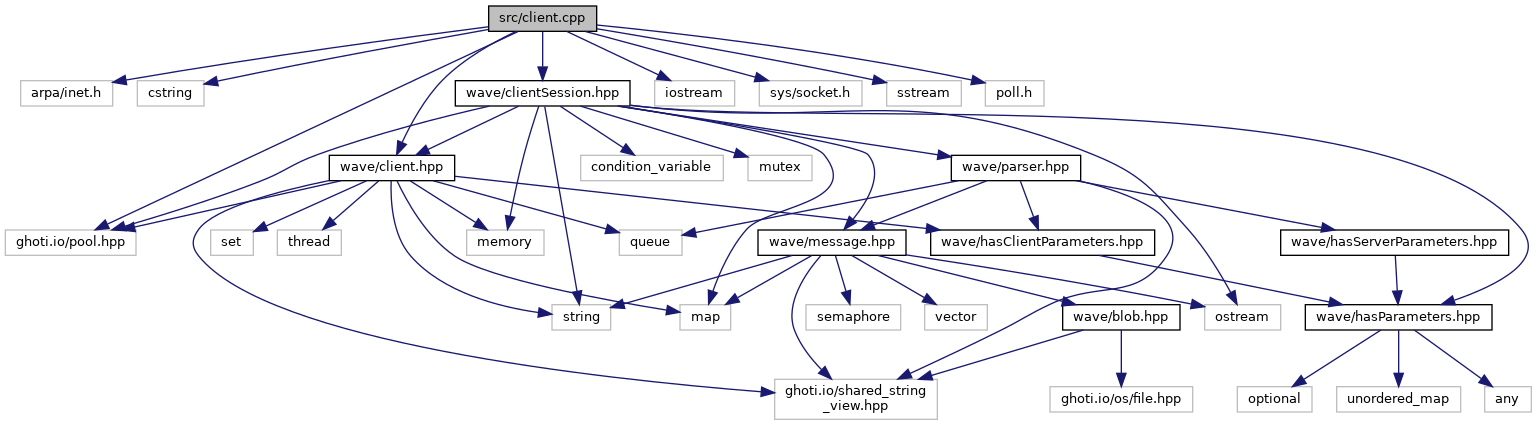 src/client.cpp
arpa/inet.h
cstring
wave/clientSession.hpp
iostream
sys/socket.h
sstream
poll.h
wave/client.hpp
condition_variable
mutex
wave/parser.hpp
ghoti.io/pool.hpp
set
thread
memory
queue
wave/message.hpp
wave/hasClientParameters.hpp
wave/hasServerParameters.hpp
string
map
semaphore
vector
wave/blob.hpp
ostream
wave/hasParameters.hpp
ghoti.io/shared_string
_view.hpp
ghoti.io/os/file.hpp
optional
unordered_map
any